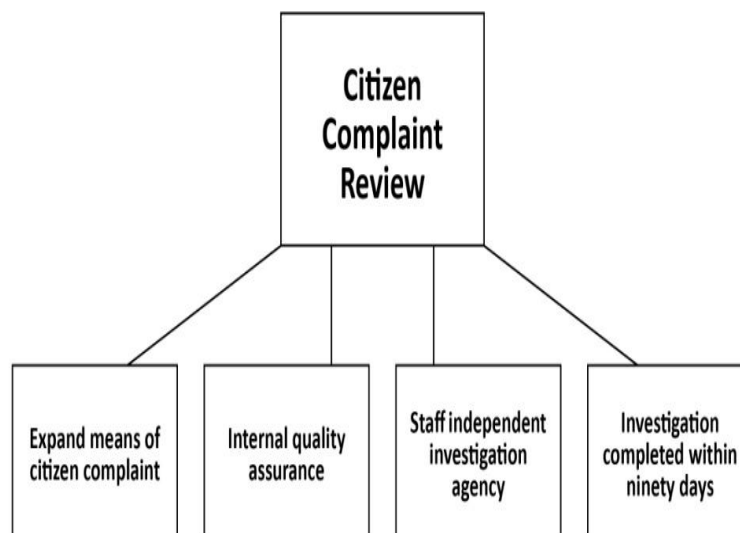 Citizen
Complaint
Review
Expand means of
citizen complaint
Internal quality
assurance
Staff independent
investigation
agency
Investigation
completed within
ninety days